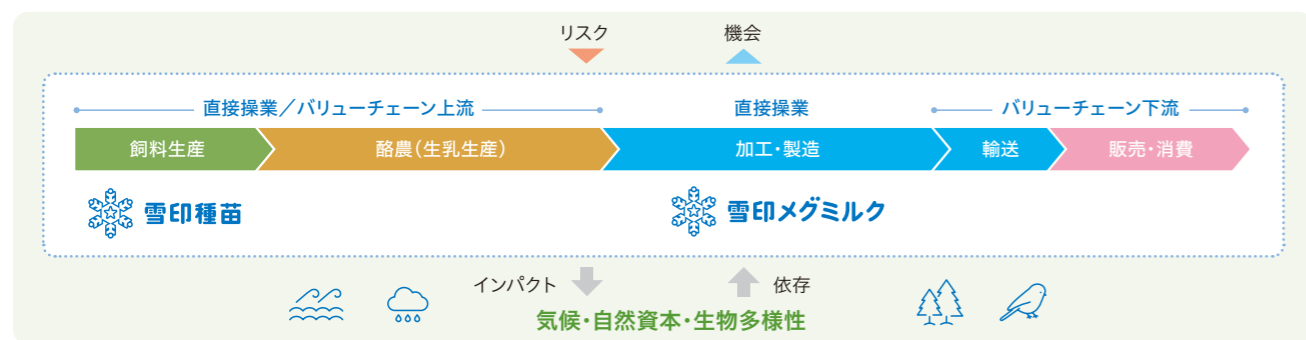 リスク 機会
直接操業／バリューチェーン上流 直接操業 バリューチェーン下流
飼料生産 酪農（生乳生産） 加工・製造 輸送 販売・消費
雪印種苗 雪印メグミルク
インパクト 依存
気候・自然資本・生物多様性